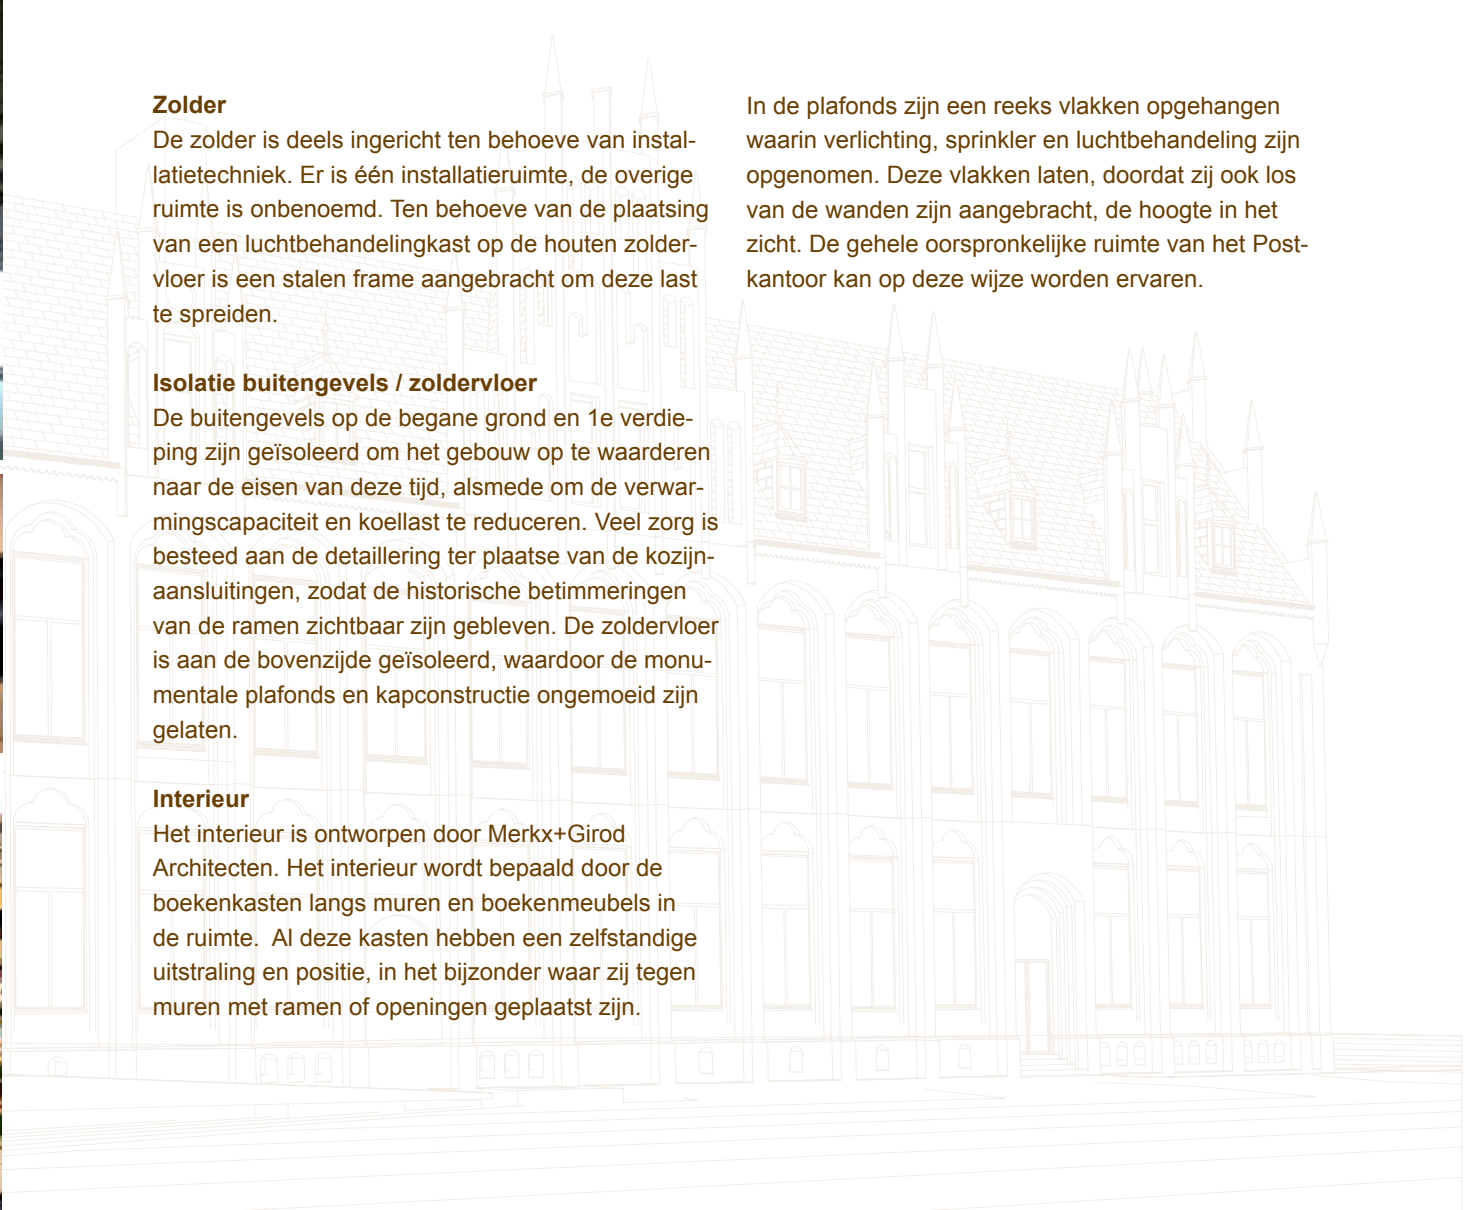 Zolder
De zolder is deels ingericht ten behoeve van instal-
latietechniek. Er is één installatieruimte, de overige
ruimte is onbenoemd. Ten behoeve van de plaatsing
van een luchtbehandelingkast op de houten zolder-
vloer is een stalen frame aangebracht om deze last
te spreiden.

Isolatie buitengevels / zoldervloer
De buitengevels op de begane grond en 1e verdie-
ping zijn geïsoleerd om het gebouw op te waarderen
naar de eisen van deze tijd, alsmede om de verwar-
mingscapaciteit en koellast te reduceren. Veel zorg is
besteed aan de detaillering ter plaatse van de kozijn-
aansluitingen, zodat de historische betimmeringen
van de ramen zichtbaar zijn gebleven. De zoldervloer
is aan de bovenzijde geïsoleerd, waardoor de monu-
mentale plafonds en kapconstructie ongemoeid zijn
gelaten.

Interieur
Het interieur is ontworpen door Merkx+Girod
Architecten. Het interieur wordt bepaald door de
boekenkasten langs muren en boekenmeubels in
de ruimte.  Al deze kasten hebben een zelfstandige
uitstraling en positie, in het bijzonder waar zij tegen
muren met ramen of openingen geplaatst zijn.

In de plafonds zijn een reeks vlakken opgehangen
waarin verlichting, sprinkler en luchtbehandeling zijn
opgenomen. Deze vlakken laten, doordat zij ook los
van de wanden zijn aangebracht, de hoogte in het
zicht. De gehele oorspronkelijke ruimte van het Post-
kantoor kan op deze wijze worden ervaren.